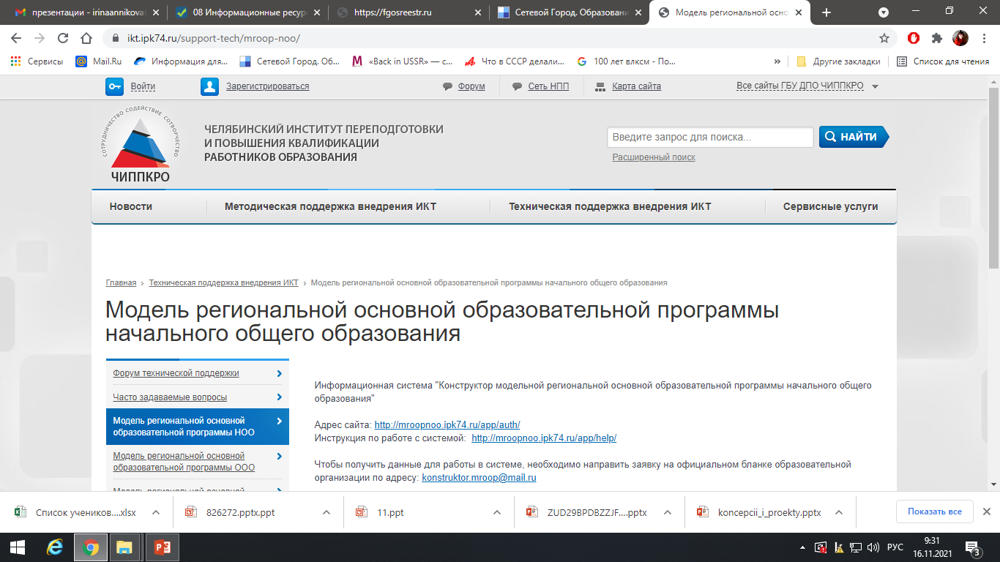 презентации - irinaannikova
08 Информационные ресур
https://fgosreestr.ru
Сетевой Город. Образовани
Модель региональной осно
ikt.ipk74.ru/support-tech/mroop-noo/
Сервисы
Mail.Ru
Информация для...
Сетевой Город. Об...
«Back in USSR» — с...
Что в СССР делали...
100 лет влксм - По...
»
Другие закладки
Список для чтения
Войти
Зарегистрироваться
Форум
Сеть НПП
Карта сайта
Все сайты ГБУ ДПО ЧИППКРО
СОТРУДНИЧЕСТВО СОДЕЙСТВИЕ СОТВОРЧЕСТВО
ЧИППКРО
ЧЕЛЯБИНСКИЙ ИНСТИТУТ ПЕРЕПОДГОТОВКИ
И ПОВЫШЕНИЯ КВАЛИФИКАЦИИ
РАБОТНИКОВ ОБРАЗОВАНИЯ
Введите запрос для поиска...
НАЙТИ
Расширенный поиск
Новости
Методическая поддержка внедрения ИКТ
Техническая поддержка внедрения ИКТ
Сервисные услуги
Главная › Техническая поддержка внедрения ИКТ › Модель региональной основной образовательной программы начального общего образования
Модель региональной основной образовательной программы
начального общего образования
Форум технической поддержки
Часто задаваемые вопросы
Модель региональной основной
образовательной программы НОО
Модель региональной основной
образовательной программы ООО
Модель региональной основной
Информационная система "Конструктор модельной региональной основной образовательной программы начального общего
образования"
Адрес сайта: http://mroopnoo.ipk74.ru/app/auth/
Инструкция по работе с системой: http://mroopnoo.ipk74.ru/app/help/
Чтобы получить данные для работы в системе, необходимо направить заявку на официальном бланке образовательной
организации по адресу: konstruktor.mroop@mail.ru
Список учеников....xlsx
826272.pptx.ppt
11.ppt
ZUD29BPDBZZJF....pptx
koncepcii_i_proekty.pptx
Показать все
РУС
9:31
16.11.2021
3